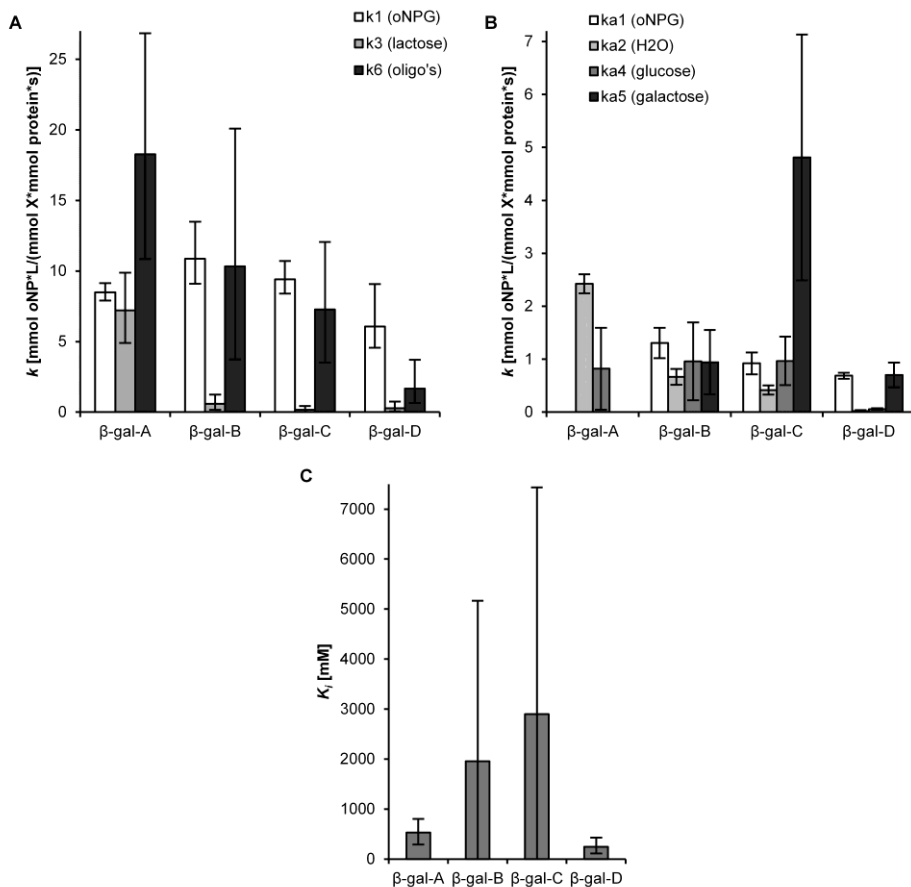 A
k1 (oNPG)
k3 (lactose)
k6 (oligo's)
k [mmol oNP*L/(mmol X*mmol protein*s)]
25
20
15
10
5
0
β-gal-A β-gal-B β-gal-C β-gal-D
B
ka1 (oNPG)
ka2 (H2O)
ka4 (glucose)
ka5 (galactose)
k [mmol oNP*L/(mmol X*mmol protein*s)]
7
6
5
4
3
2
1
0
β-gal-A β-gal-B β-gal-C β-gal-D
C
Ki [mM]
7000
6000
5000
4000
3000
2000
1000
0
β-gal-A β-gal-B β-gal-C β-gal-D